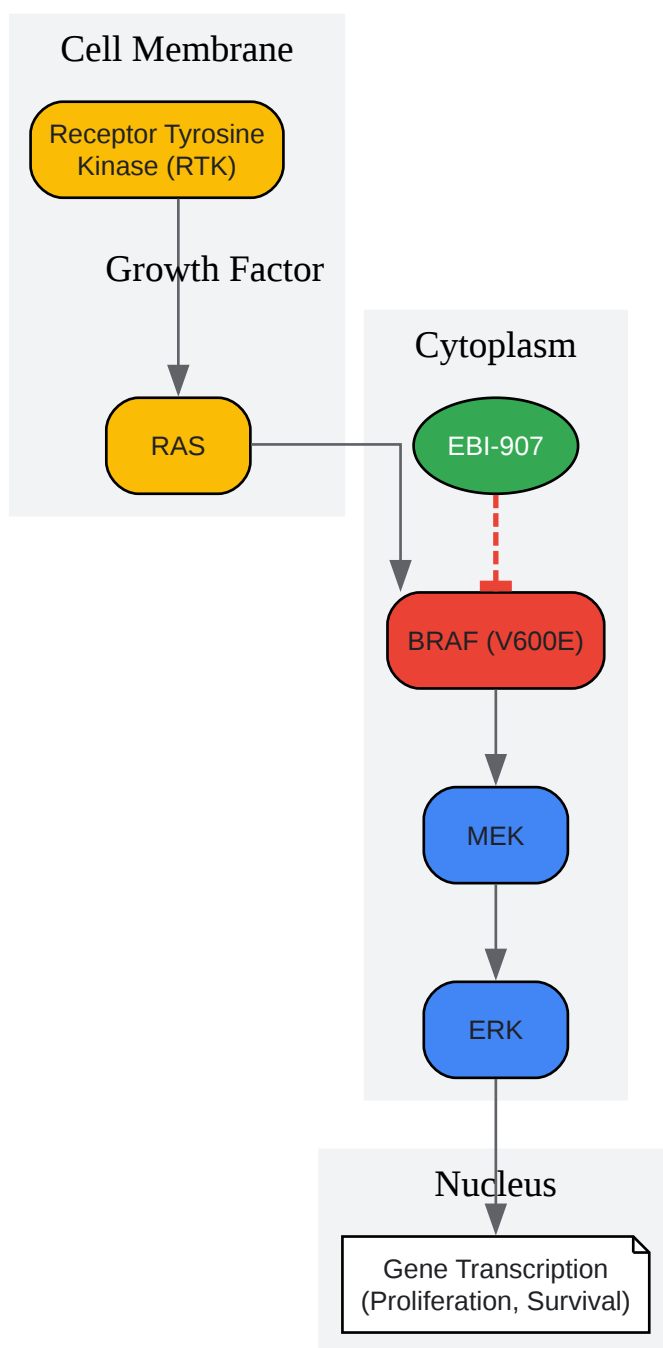 Cell Membrane
Receptor Tyrosine
Kinase (RTK)
Growth Factor
RAS
Cytoplasm
EBI-907
BRAF (V600E)
MEK
ERK
Nucleus
Gene Transcription
(Proliferation, Survival)